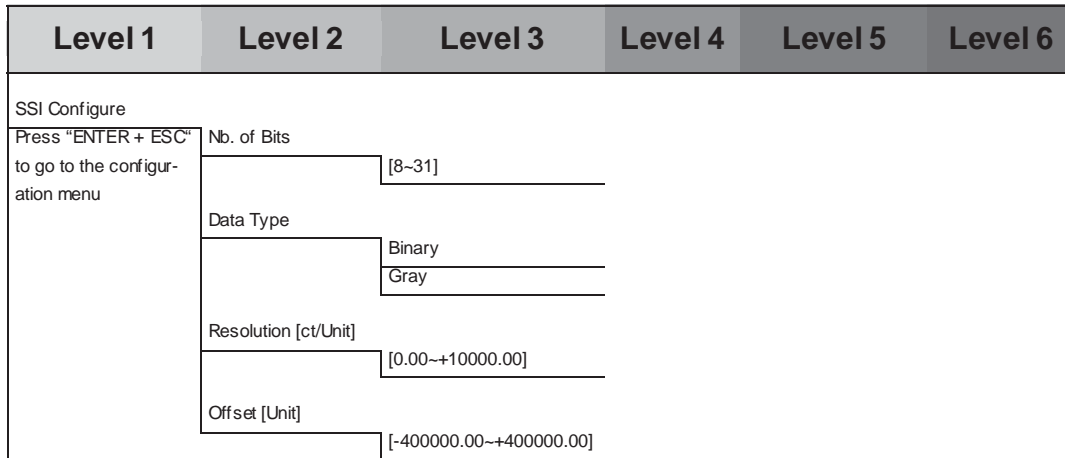 Level 1 Level 2 Level 3 Level 4 Level 5 Level 6
SSI Configure
Press “ENTER + ESC“ Nb. of Bits
to go to the configur- [8~31]
ation menu
Data Type
Binary
Gray
Resolution [ct/Unit]
[0.00~+10000.00]
Offset [Unit]
[-400000.00~+400000.00]